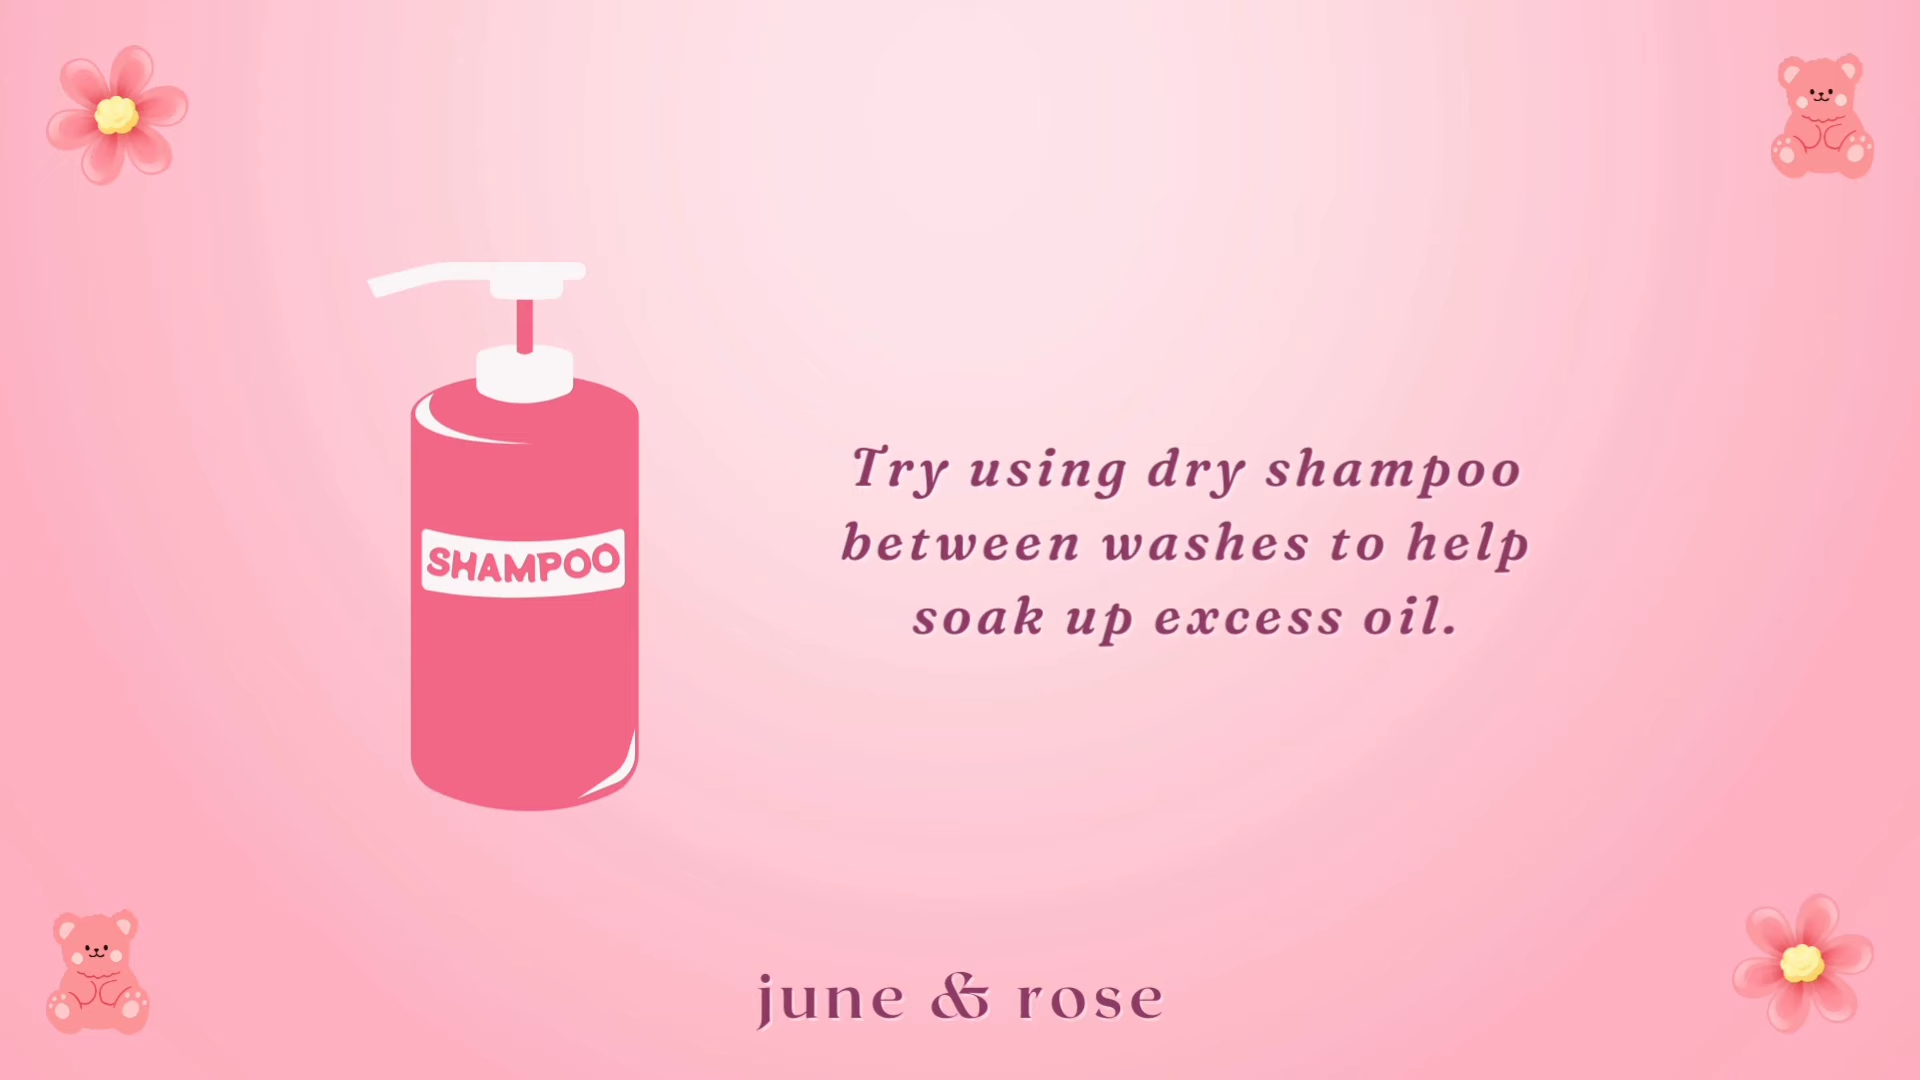 SHAMPOO
Try using dry shampoo
between washes to help
soak up excess oil.
june & rose